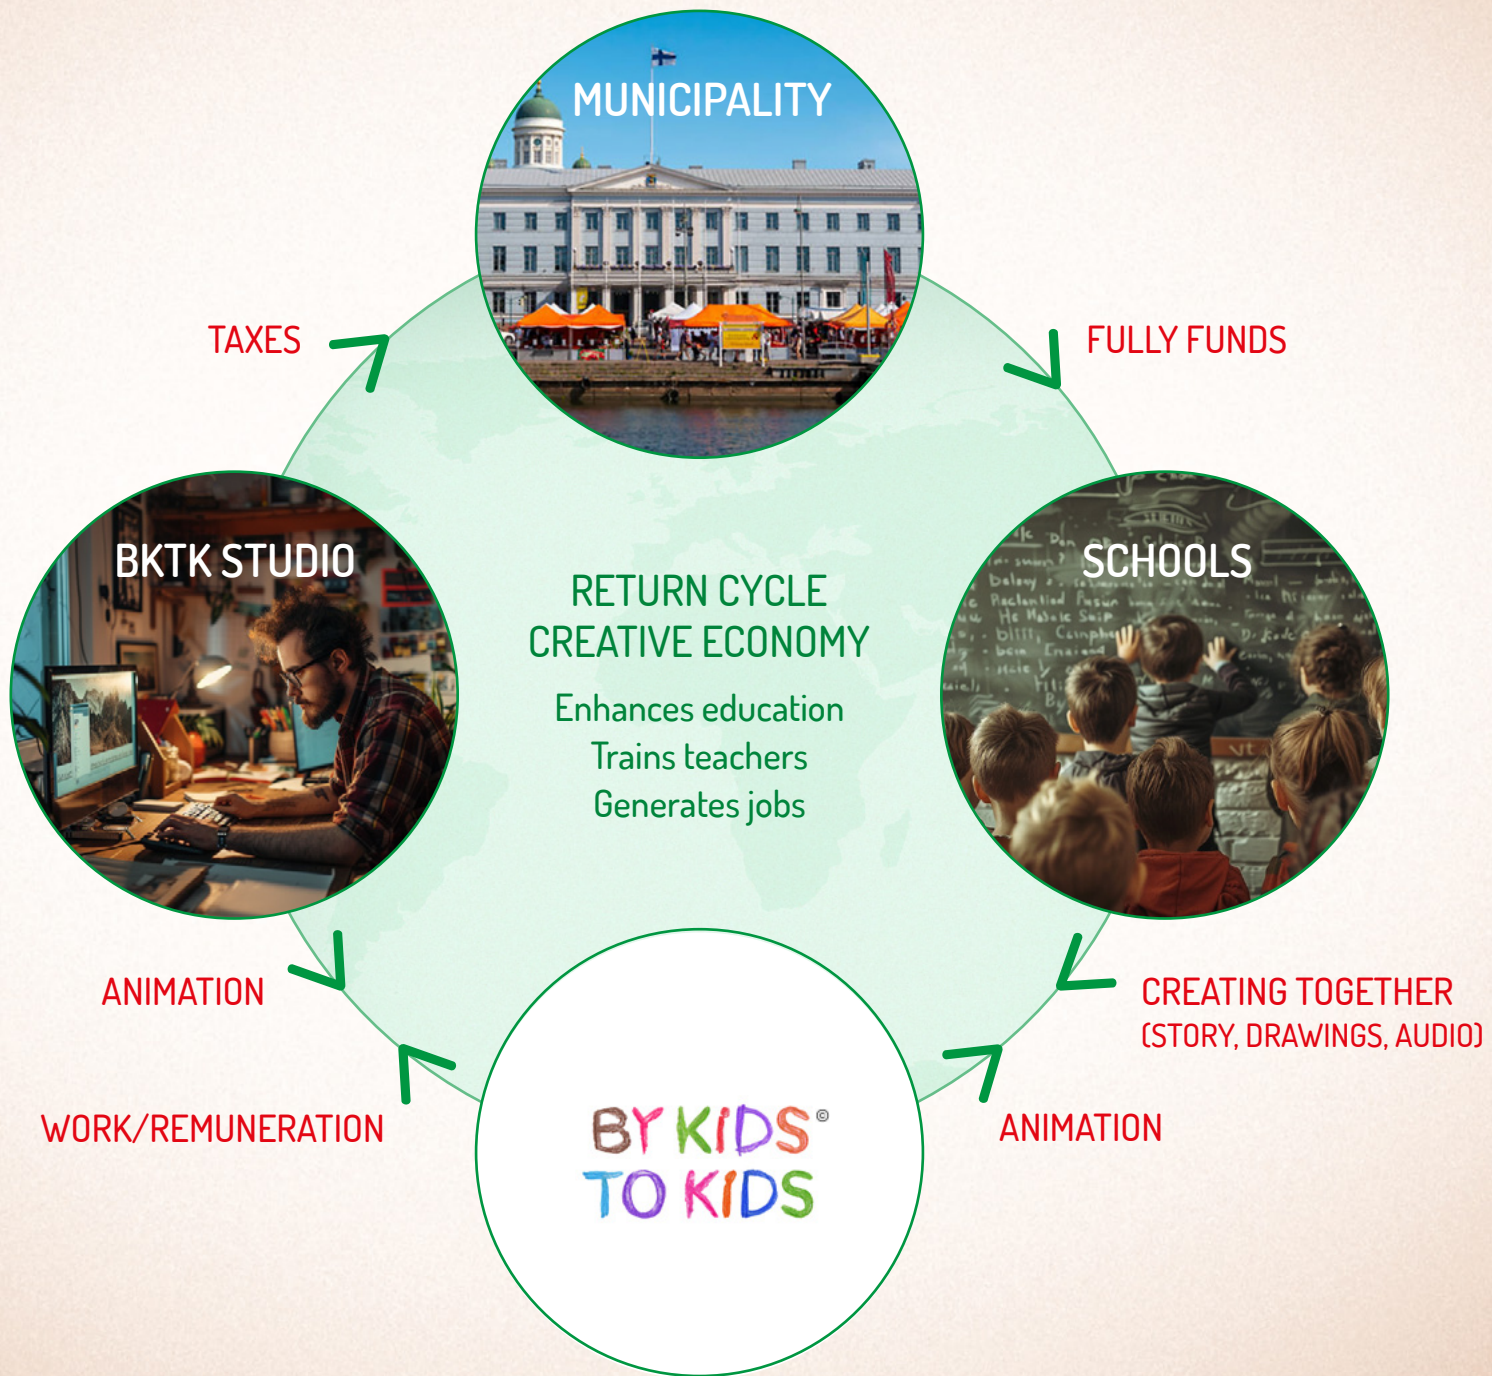 MUNICIPALITY
TAXES
FULLY FUNDS
BKTK STUDIO
SCHOOLS
RETURN CYCLE
CREATIVE ECONOMY
Enhances education
Trains teachers
Generates jobs
ANIMATION
CREATING TOGETHER
(STORY, DRAWINGS, AUDIO)
WORK/REMUNERATION
ANIMATION
BY KIDS©
TO KIDS